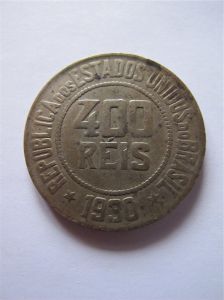 REPUBLICA DOS ESTADOS UNIDOS DO BRASIL
400
RÉIS
1930